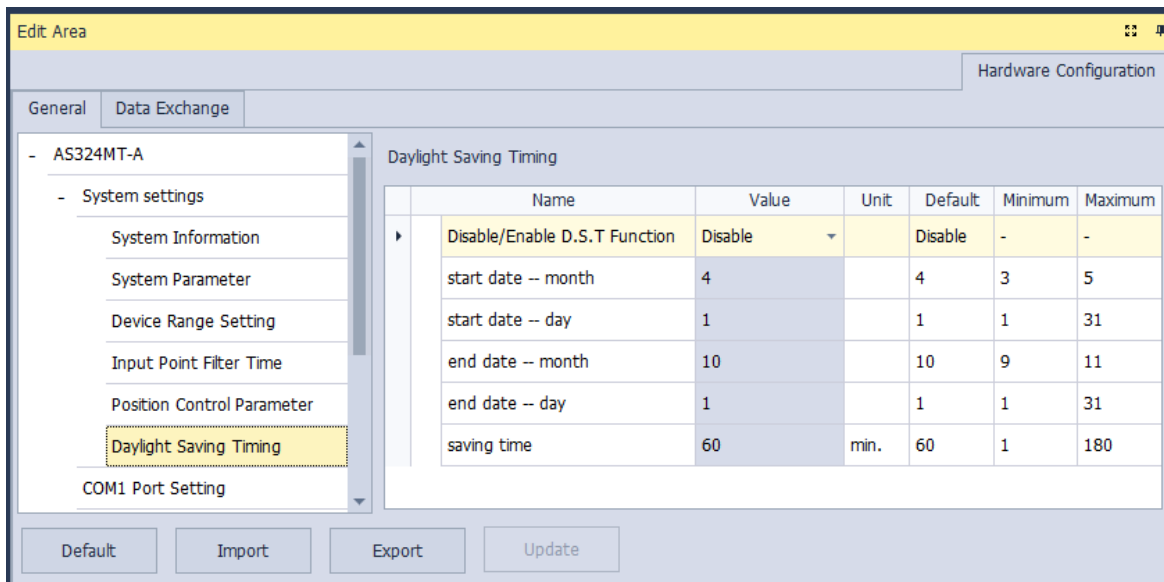 Edit Area
Hardware Configuration
General Data Exchange
- AS324MT-A
- System settings
System Information
System Parameter
Device Range Setting
Input Point Filter Time
Position Control Parameter
Daylight Saving Timing
COM1 Port Setting
Daylight Saving Timing
Name Value Unit Default Minimum Maximum
Disable/Enable D.S.T Function Disable Disable - -
start date -- month 4 4 3 5
start date -- day 1 1 1 31
end date -- month 10 10 9 11
end date -- day 1 1 1 31
saving time 60 min. 60 1 180
Default Import Export Update